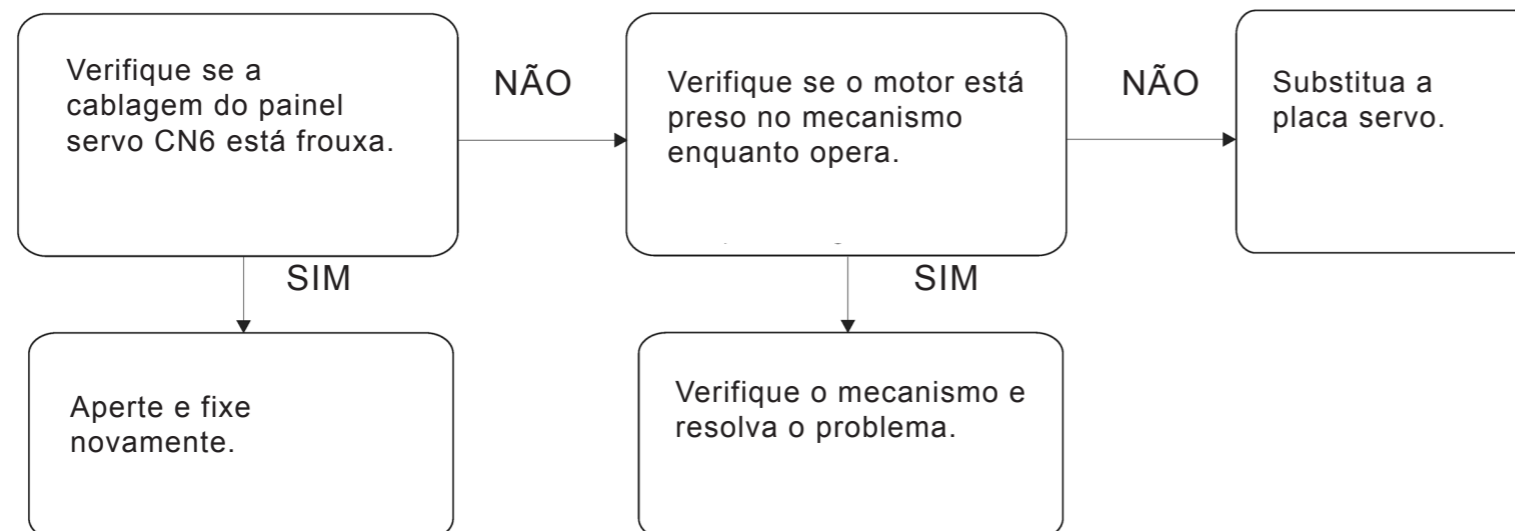 Verifique se a
cablagem do painel
servo CN6 está frouxa.
NÃO
Verifique se o motor está
preso no mecanismo
enquanto opera.
NÃO
Substitua a
placa servo.
SIM
SIM
Aperte e fixe
novamente.
Verifique o mecanismo e
resolva o problema.